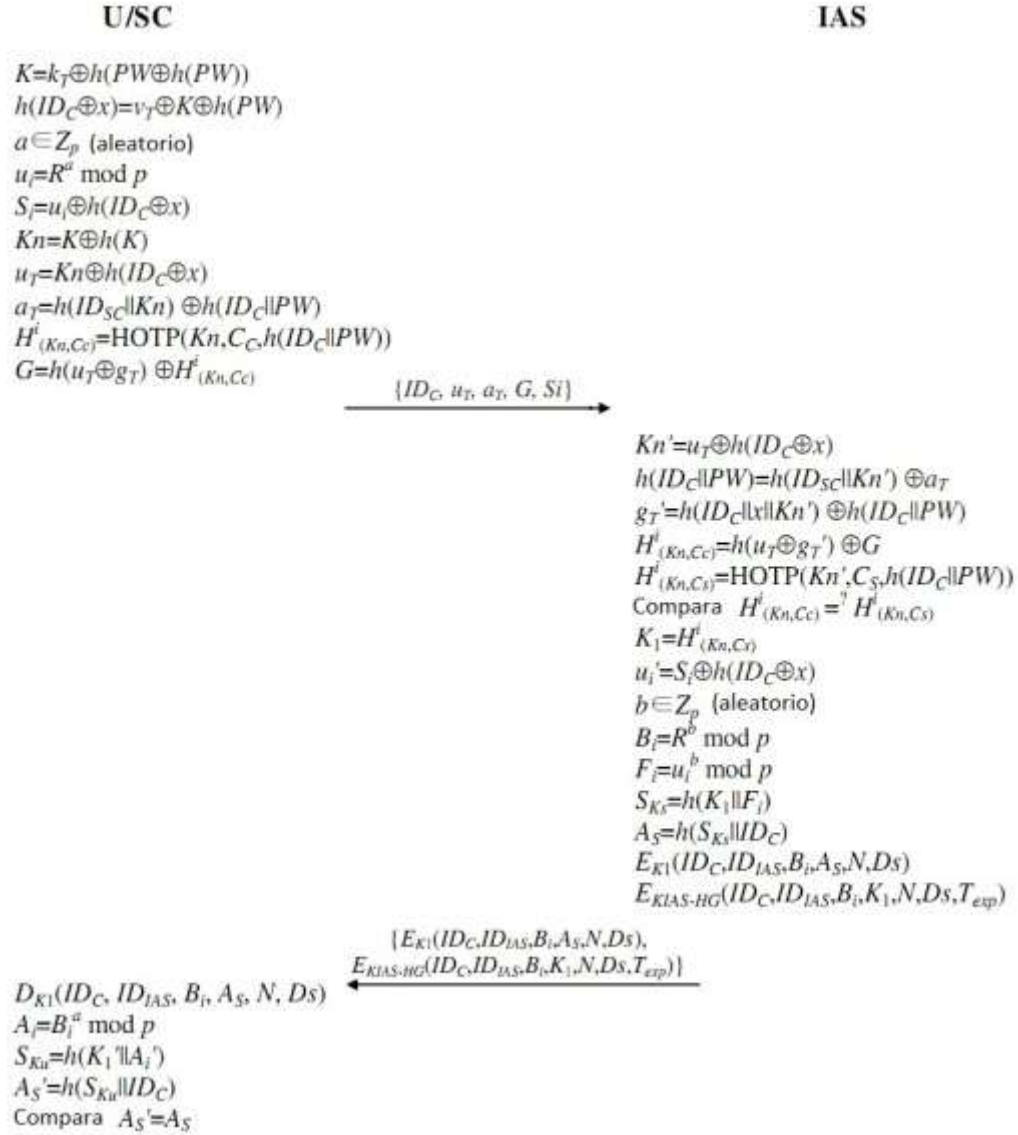 U/SC
IAS
K=k_T⊕h(PW⊕h(PW))
h(ID_C⊕x)=v_T⊕K⊕h(PW)
a∈Z_p (aleatorio)
u_i=R^a mod p
S_i=u_i⊕h(ID_C⊕x)
Kn=K⊕h(K)
u_T=Kn⊕h(ID_C⊕x)
a_T=h(ID_SC||Kn) ⊕h(ID_C||PW)
H^i_(Kn,Cc)=HOTP(Kn,C_C,h(ID_C||PW))
G=h(u_T⊕g_T) ⊕H^i_(Kn,Cc)
{ID_C, u_T, a_T, G, Si}
Kn'=u_T⊕h(ID_C⊕x)
h(ID_C||PW)=h(ID_SC||Kn') ⊕a_T
g_T'=h(ID_C||x||Kn') ⊕h(ID_C||PW)
H^i_(Kn,Cc)=h(u_T⊕g_T') ⊕G
H^i_(Kn,Cs)=HOTP(Kn',C_S,h(ID_C||PW))
Compara H^i_(Kn,Cc) =^? H^i_(Kn,Cs)
K_1=H^i_(Kn,Cs)
u_i'=S_i⊕h(ID_C⊕x)
b∈Z_p (aleatorio)
B_i=R^b mod p
F_i=u_i^b mod p
S_Ks=h(K_1||F_i)
A_S=h(S_Ks||ID_C)
E_K1(ID_C,ID_IAS,B_i,A_S,N,Ds)
E_KIAS-HG(ID_C,ID_IAS,B_i,K_1,N,Ds,T_exp)
{E_K1(ID_C,ID_IAS,B_i,A_S,N,Ds),
E_KIAS-HG(ID_C,ID_IAS,B_i,K_1,N,Ds,T_exp)}
D_K1(ID_C, ID_IAS, B_i, A_S, N, Ds)
A_i=B_i^a mod p
S_Ku=h(K_1'||A_i')
A_S'=h(S_Ku||ID_C)
Compara A_S'=A_S